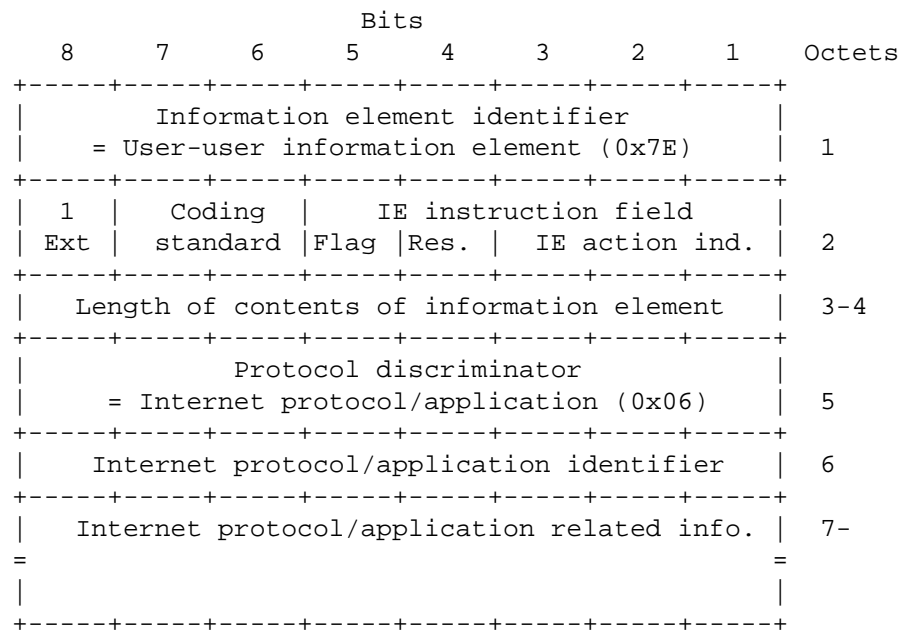 Bits
8 7 6 5 4 3 2 1 Octets
+-----+-----+-----+-----+-----+-----+-----+-----+
| Information element identifier |
| = User-user information element (0x7E) | 1
+-----+-----+-----+-----+-----+-----+-----+-----+
| 1 | Coding | IE instruction field |
| Ext | standard |Flag |Res. | IE action ind. | 2
+-----+-----+-----+-----+-----+-----+-----+-----+
| Length of contents of information element | 3-4
+-----+-----+-----+-----+-----+-----+-----+-----+
| Protocol discriminator |
| = Internet protocol/application (0x06) | 5
+-----+-----+-----+-----+-----+-----+-----+-----+
| Internet protocol/application identifier | 6
+-----+-----+-----+-----+-----+-----+-----+-----+
| Internet protocol/application related info. | 7-
= =
| |
+-----+-----+-----+-----+-----+-----+-----+-----+